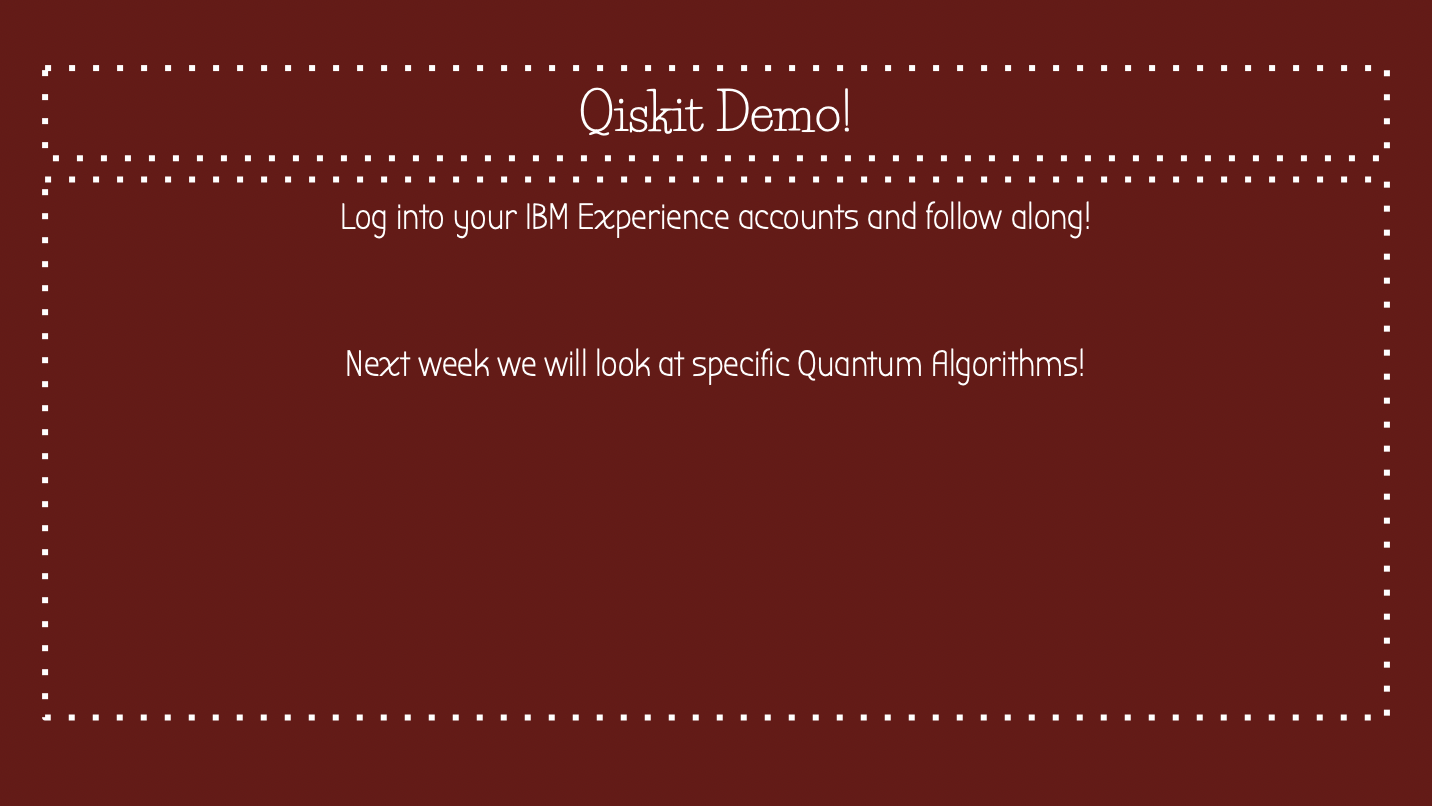 Qiskit Demo!
Log into your IBM Experience accounts and follow along!
Next week we will look at specific Quantum Algorithms!